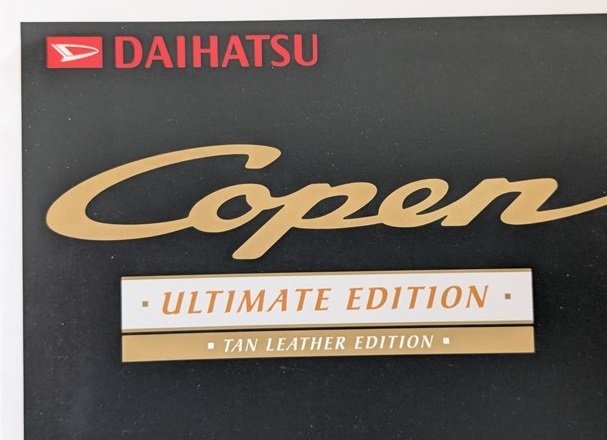 DAIHATSU
Copen
ULTIMATE EDITION
TAN LEATHER EDITION